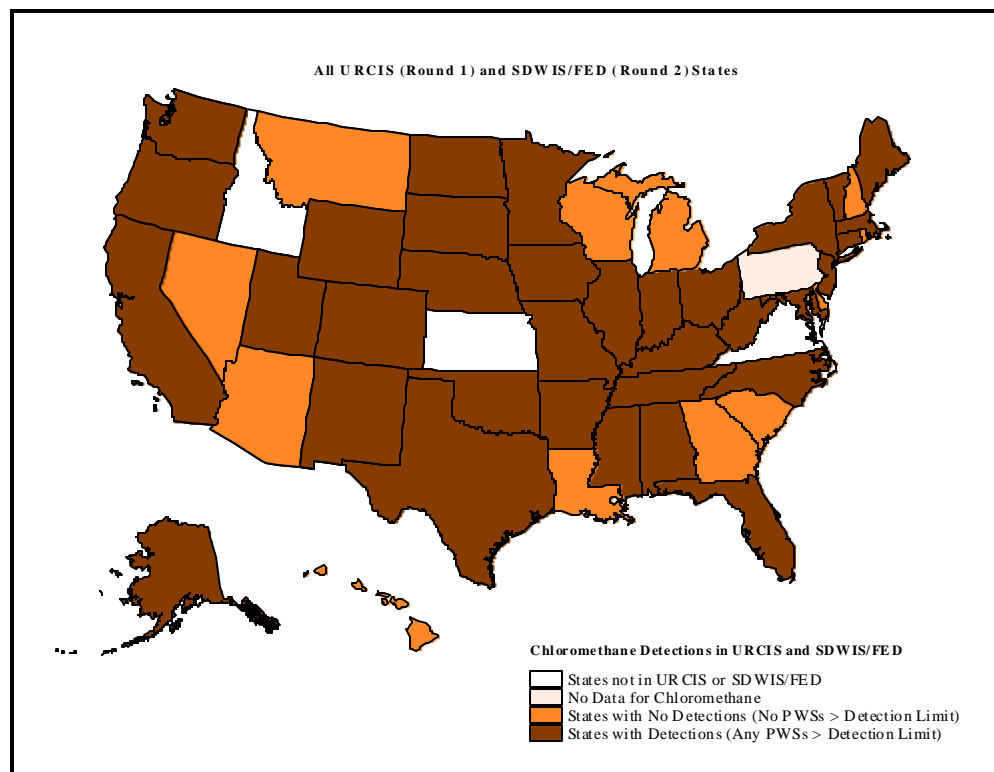 All URCIS (Round 1) and SDWIS/FED (Round 2) States
Chloromethane Detections in URCIS and SDWIS/FED
States not in URCIS or SDWIS/FED
No Data for Chloromethane
States with No Detections (No PWSs > Detection Limit)
States with Detections (Any PWSs > Detection Limit)